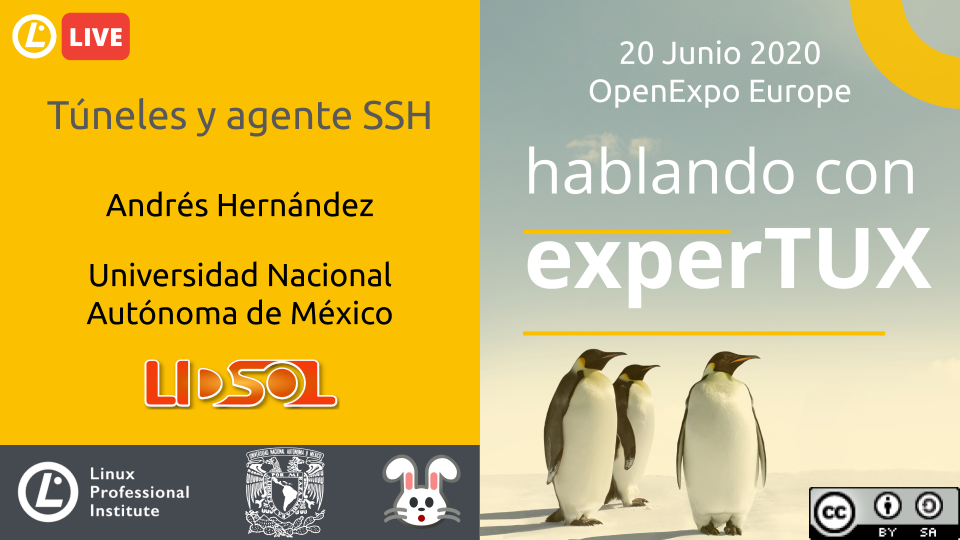 LIVE
Túneles y agente SSH
Andrés Hernández
Universidad Nacional
Autónoma de México
LIDSOL
Linux
Professional
Institute
20 Junio 2020
OpenExpo Europe
hablando con
experTUX
cc
BY SA